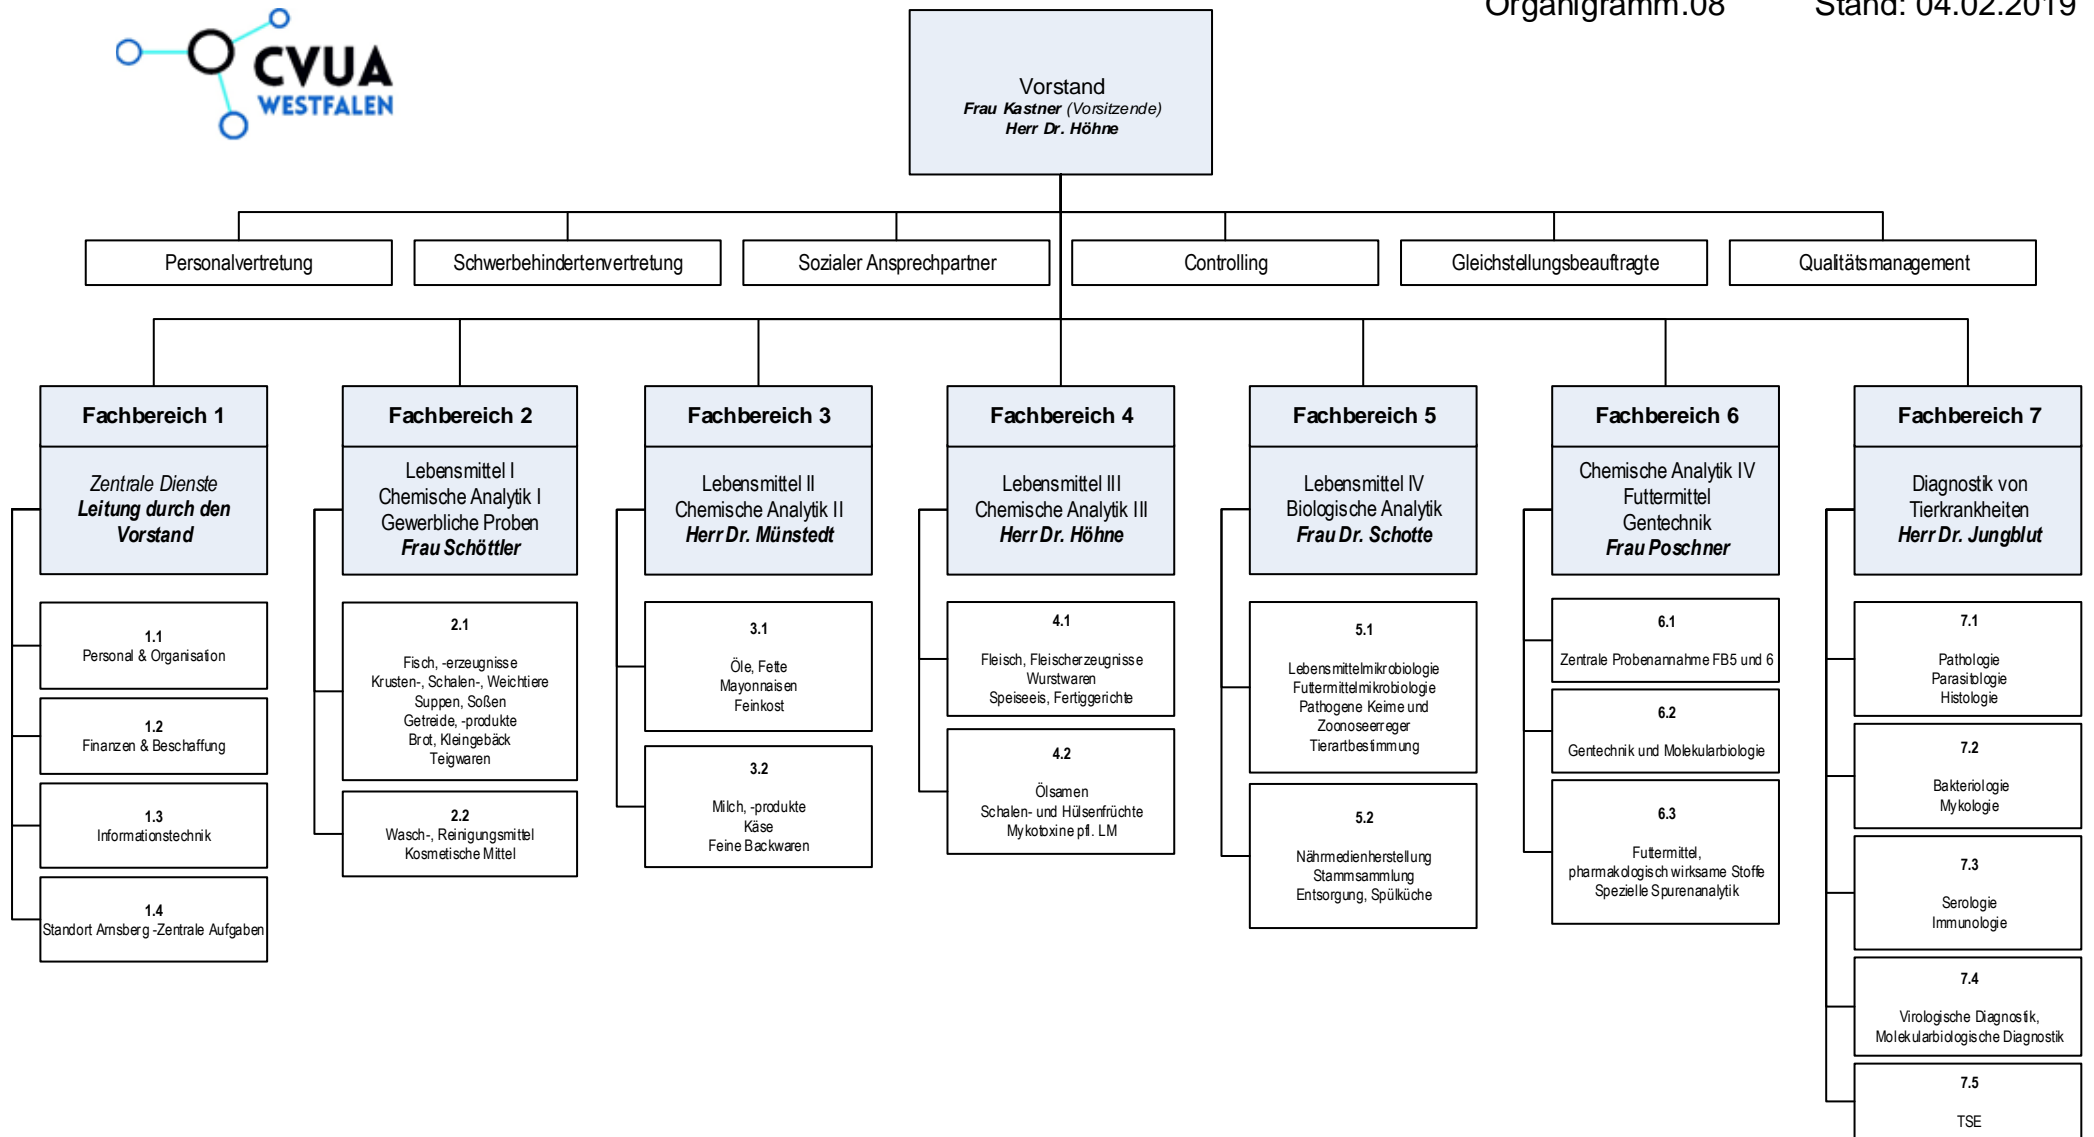 Organigramm.08 Stand: 04.02.2019
CVUA
WESTFALEN
Vorstand
Frau Kastner (Vorsitzende)
Herr Dr. Höhne
Personalvertretung
Schwerbehindertenvertretung
Sozialer Ansprechpartner
Controlling
Gleichstellungsbeauftragte
Qualitätsmanagement
Fachbereich 1
Zentrale Dienste
Leitung durch den
Vorstand
1.1
Personal & Organisation
1.2
Finanzen & Beschaffung
1.3
Informationstechnik
1.4
Standort Arnsberg -Zentrale Aufgaben
Fachbereich 2
Lebensmittel I
Chemische Analytik I
Gewerbliche Proben
Frau Schöttler
2.1
Fisch, -erzeugnisse
Krusten-, Schalen-, Weichtiere
Suppen, Soßen
Getreide, -produkte
Brot, Kleingebäck
Teigwaren
2.2
Wasch-, Reinigungsmittel
Kosmetische Mittel
Fachbereich 3
Lebensmittel II
Chemische Analytik II
Herr Dr. Münstedt
3.1
Öle, Fette
Mayonnaisen
Feinkost
3.2
Milch, -produkte
Käse
Feine Backwaren
Fachbereich 4
Lebensmittel III
Chemische Analytik III
Herr Dr. Höhne
4.1
Fleisch, Fleischerzeugnisse
Wurstwaren
Speiseeis, Fertiggerichte
4.2
Ölsamen
Schalen- und Hülsenfrüchte
Mykotoxine pfl. LM
Fachbereich 5
Lebensmittel IV
Biologische Analytik
Frau Dr. Schotte
5.1
Lebensmittelmikrobiologie
Futtermittelmikrobiologie
Pathogene Keime und
Zoonoseerreger
Tierartbestimmung
5.2
Nährmedienherstellung
Stammsammlung
Entsorgung, Spülküche
Fachbereich 6
Chemische Analytik IV
Futtermittel
Gentechnik
Frau Poschner
6.1
Zentrale Probenannahme FB5 und 6
6.2
Gentechnik und Molekularbiologie
6.3
Futtermittel,
pharmakologisch wirksame Stoffe
Spezielle Spurenanalytik
Fachbereich 7
Diagnostik von
Tierkrankheiten
Herr Dr. Jungblut
7.1
Pathologie
Parasitologie
Histologie
7.2
Bakteriologie
Mykologie
7.3
Serologie
Immunologie
7.4
Virologische Diagnostik,
Molekularbiologische Diagnostik
7.5
TSE